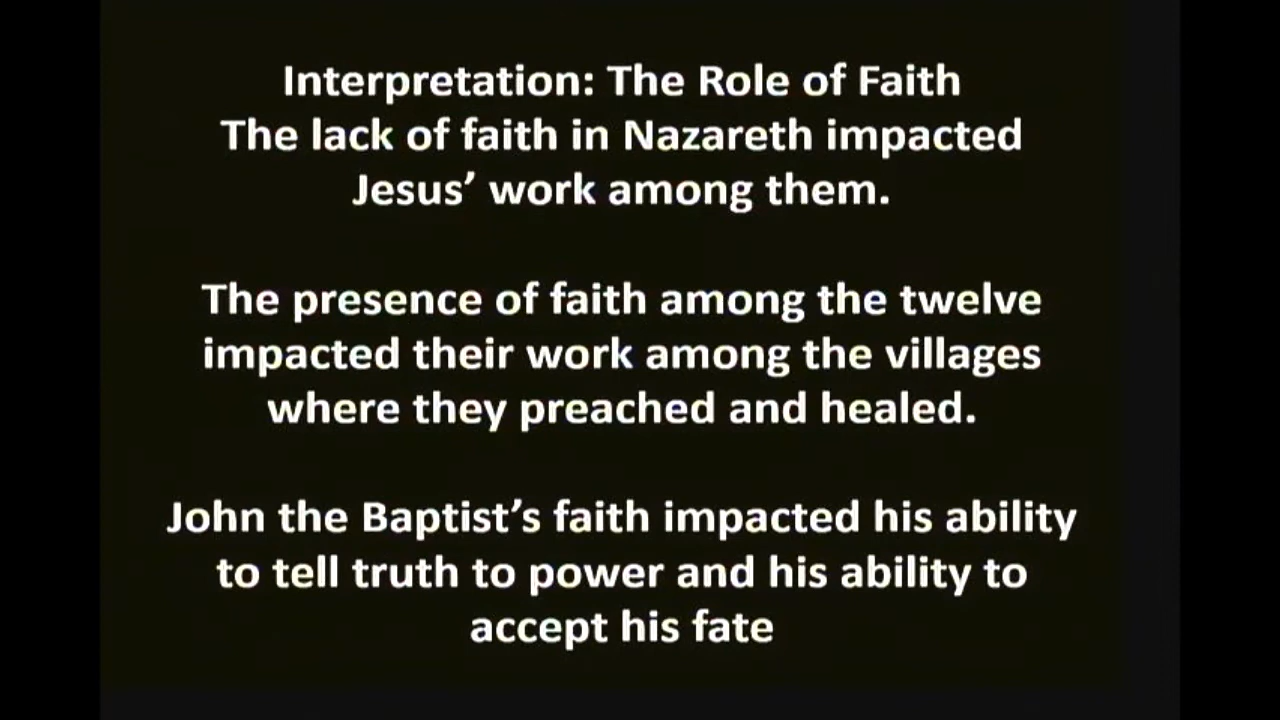 Interpretation: The Role of Faith
The lack of faith in Nazareth impacted
Jesus’ work among them.
The presence of faith among the twelve
impacted their work among the villages
where they preached and healed.
John the Baptist’s faith impacted his ability
to tell truth to power and his ability to
accept his fate